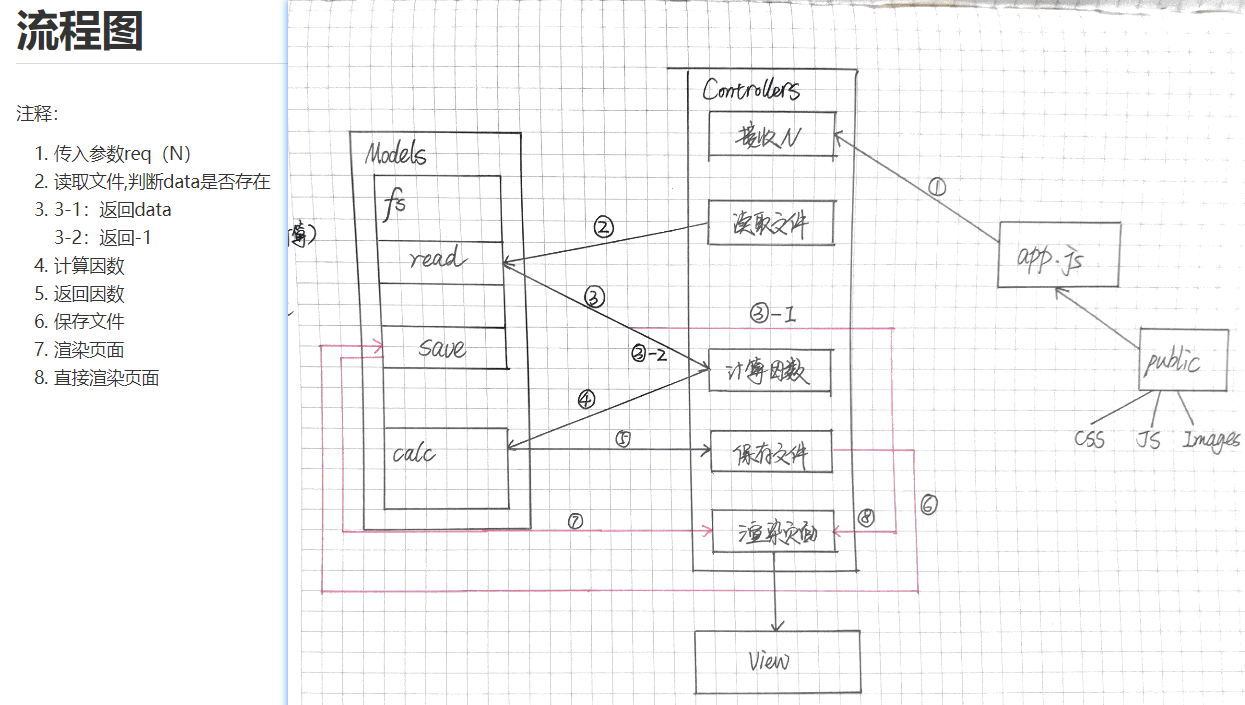 流程图
注释：
1. 传入参数req（N）
2. 读取文件,判断data是否存在
3. 3-1：返回data
3-2：返回-1
4. 计算因数
5. 返回因数
6. 保存文件
7. 渲染页面
8. 直接渲染页面
Controllers
接收N
Models
①
fs
读取文件
②
算）
app.js
read
③
③-1
save
③-2
计算因数
public
④
⑤
CSS
JS
Images
calc
保存文件
⑥
⑦
渲染页面
⑧
View